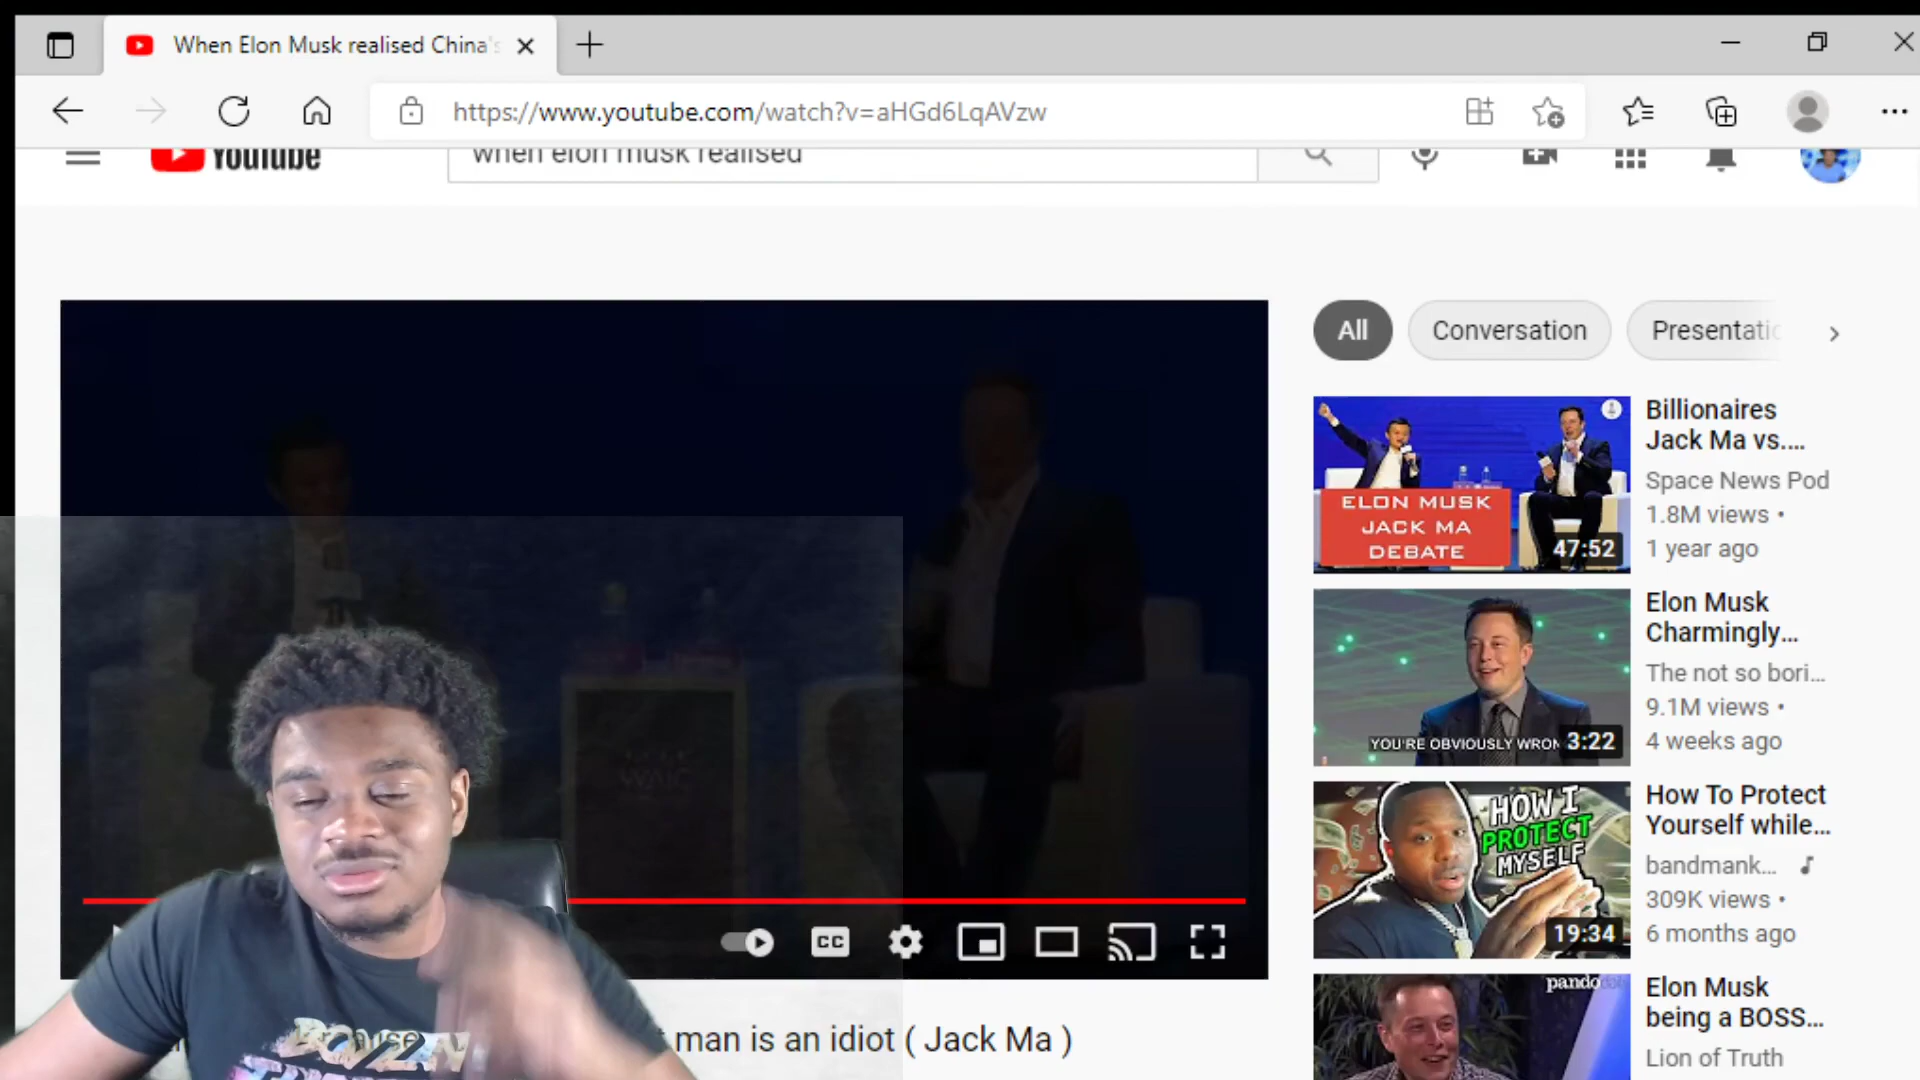 When Elon Musk realised China's
https://www.youtube.com/watch?v=aHGd6LqAVzw
YouTube
when elon musk realised
All
Conversation
Presentatic
ELON MUSK
JACK MA
DEBATE
47:52
Billionaires
Jack Ma vs....
Space News Pod
1.8M views •
1 year ago
YOU'RE OBVIOUSLY WRON
3:22
Elon Musk
Charmingly...
The not so bori...
9.1M views •
4 weeks ago
HOW I
PROTECT
MYSELF
19:34
How To Protect
Yourself while...
bandmank...
309K views •
6 months ago
CC
man is an idiot ( Jack Ma )
pando
Elon Musk
being a BOSS...
Lion of Truth